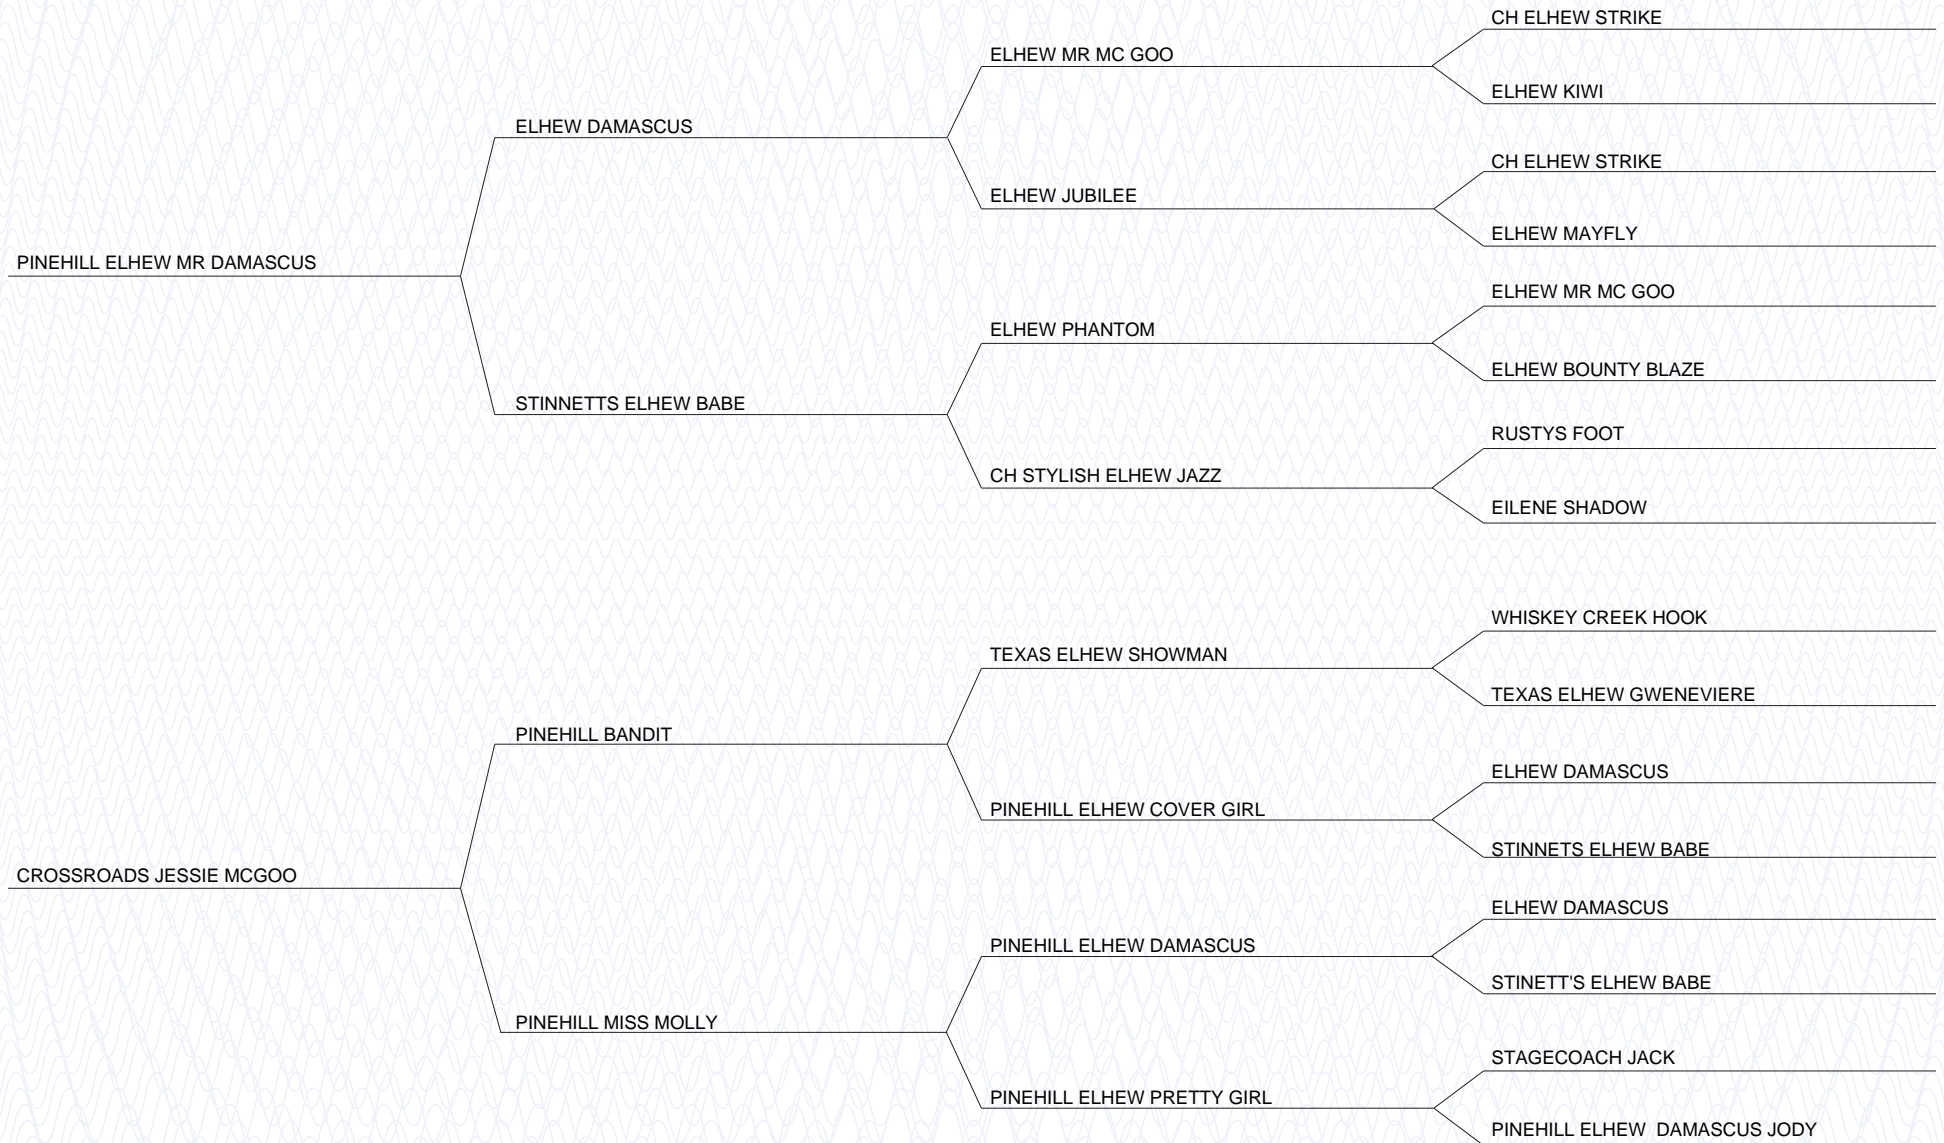 CH ELHEW STRIKE
ELHEW MR MC GOO
ELHEW KIWI
ELHEW DAMASCUS
CH ELHEW STRIKE
ELHEW JUBILEE
ELHEW MAYFLY
PINEHILL ELHEW MR DAMASCUS
ELHEW MR MC GOO
ELHEW PHANTOM
ELHEW BOUNTY BLAZE
STINNETTS ELHEW BABE
RUSTYS FOOT
CH STYLISH ELHEW JAZZ
EILENE SHADOW
WHISKEY CREEK HOOK
TEXAS ELHEW SHOWMAN
TEXAS ELHEW GWENEVIERE
PINEHILL BANDIT
ELHEW DAMASCUS
PINEHILL ELHEW COVER GIRL
STINNETS ELHEW BABE
CROSSROADS JESSIE MCGOO
ELHEW DAMASCUS
PINEHILL ELHEW DAMASCUS
STINETT'S ELHEW BABE
PINEHILL MISS MOLLY
STAGECOACH JACK
PINEHILL ELHEW PRETTY GIRL
PINEHILL ELHEW  DAMASCUS JODY